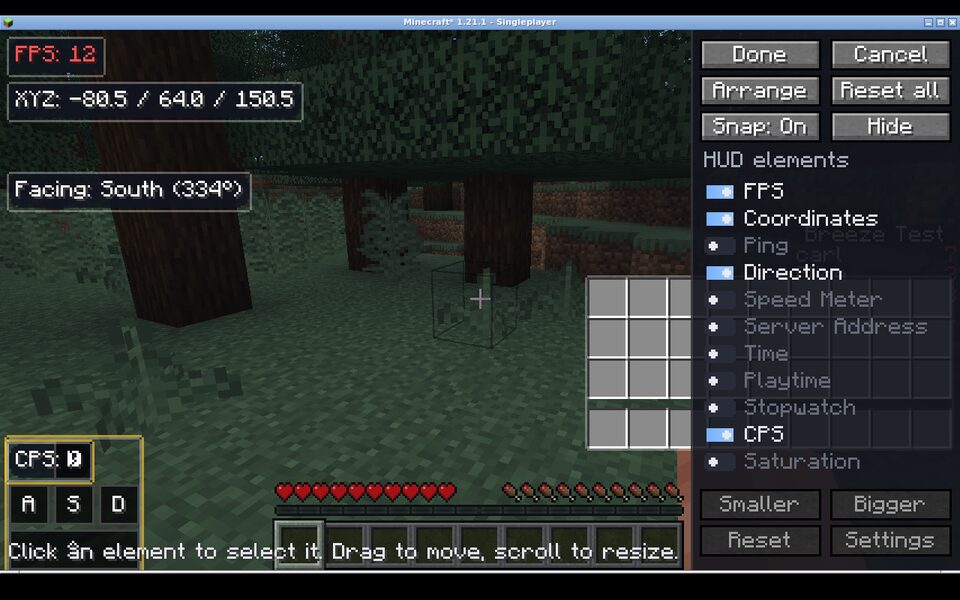 Minecraft* 1.21.1 - Singleplayer
FPS: 12
XYZ: -80.5 / 64.0 / 150.5
Facing: South (334°)
Done
Cancel
Arrange
Reset all
Snap: On
Hide
HUD elements
FPS
Coordinates
Ping
Direction
Speed Meter
Server Address
Time
Playtime
Stopwatch
CPS
Saturation
Breeze Test
carl
CPS: 0
A S D
Click an element to select it. Drag to move, scroll to resize.
Smaller
Bigger
Reset
Settings